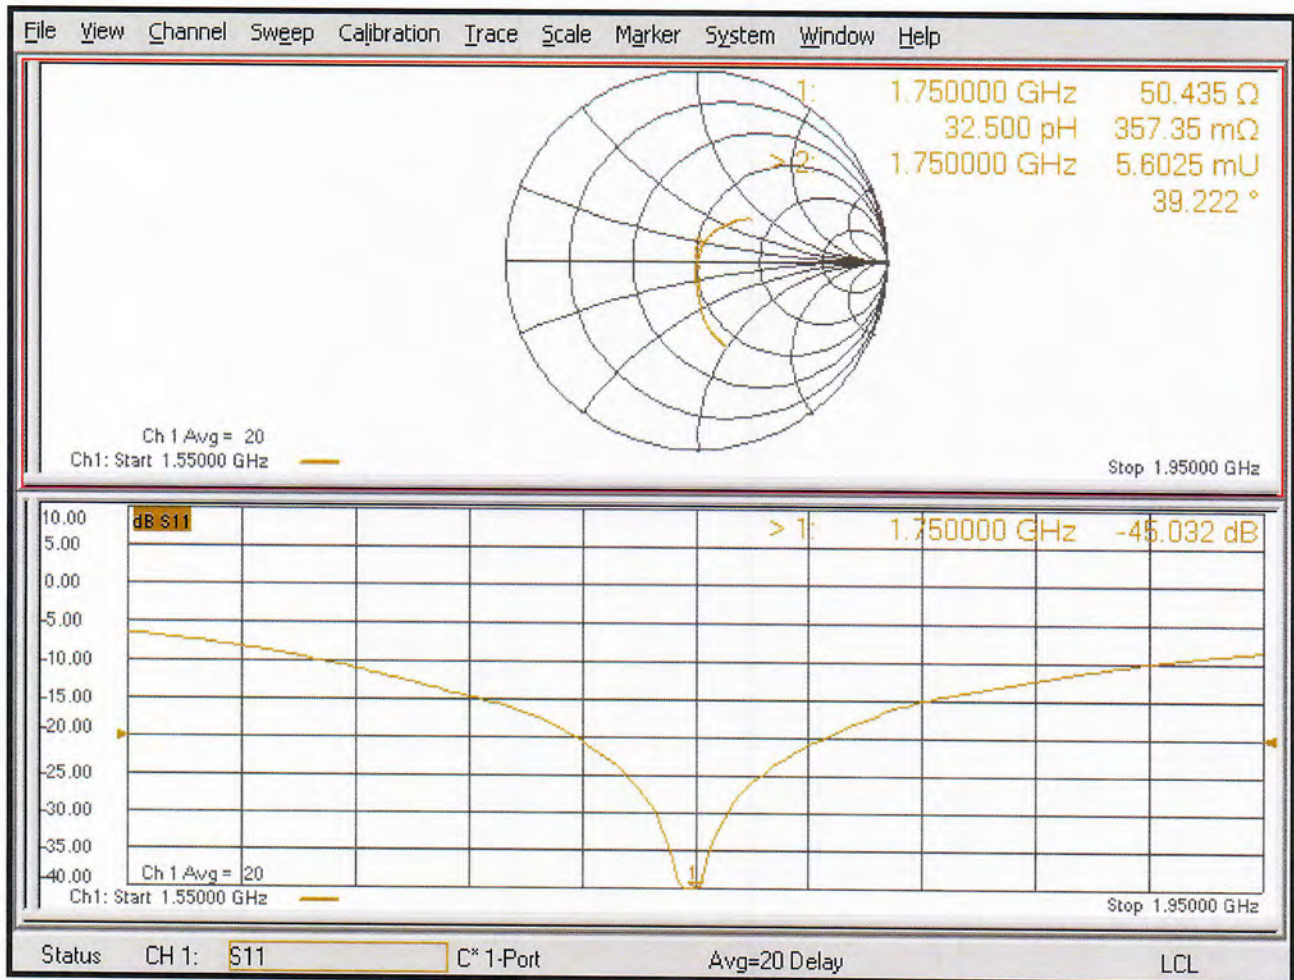 File View Channel Sweep Calibration Trace Scale Marker System Window Help
1: 1.750000 GHz 50.435 Ω
32.500 pH 357.35 mΩ
> 2: 1.750000 GHz 5.6025 mU
39.222 °
Ch 1 Avg = 20
Ch1: Start 1.55000 GHz
Stop 1.95000 GHz
10.00
dB S11
> 1: 1.750000 GHz -45.032 dB
5.00
0.00
-5.00
-10.00
-15.00
-20.00
-25.00
-30.00
-35.00
-40.00
1
Ch 1 Avg = 20
Ch1: Start 1.55000 GHz
Stop 1.95000 GHz
Status CH 1: S11 C* 1-Port Avg=20 Delay LCL